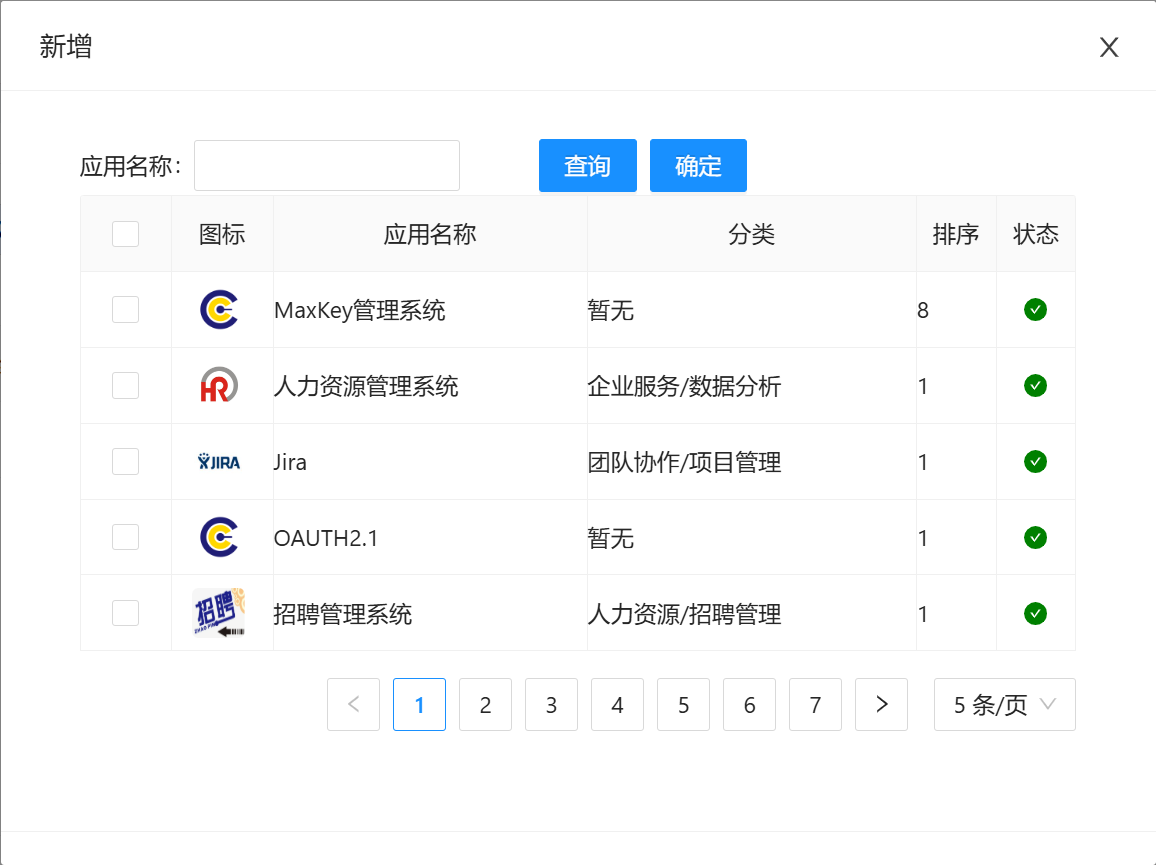 新增
应用名称：
查询 确定
图标 应用名称 分类 排序 状态
MaxKey管理系统 暂无 8
HR 人力资源管理系统 企业服务/数据分析 1
JIRA Jira 团队协作/项目管理 1
OAUTH2.1 暂无 1
招聘 招聘管理系统 人力资源/招聘管理 1
1 2 3 4 5 6 7 5 条/页